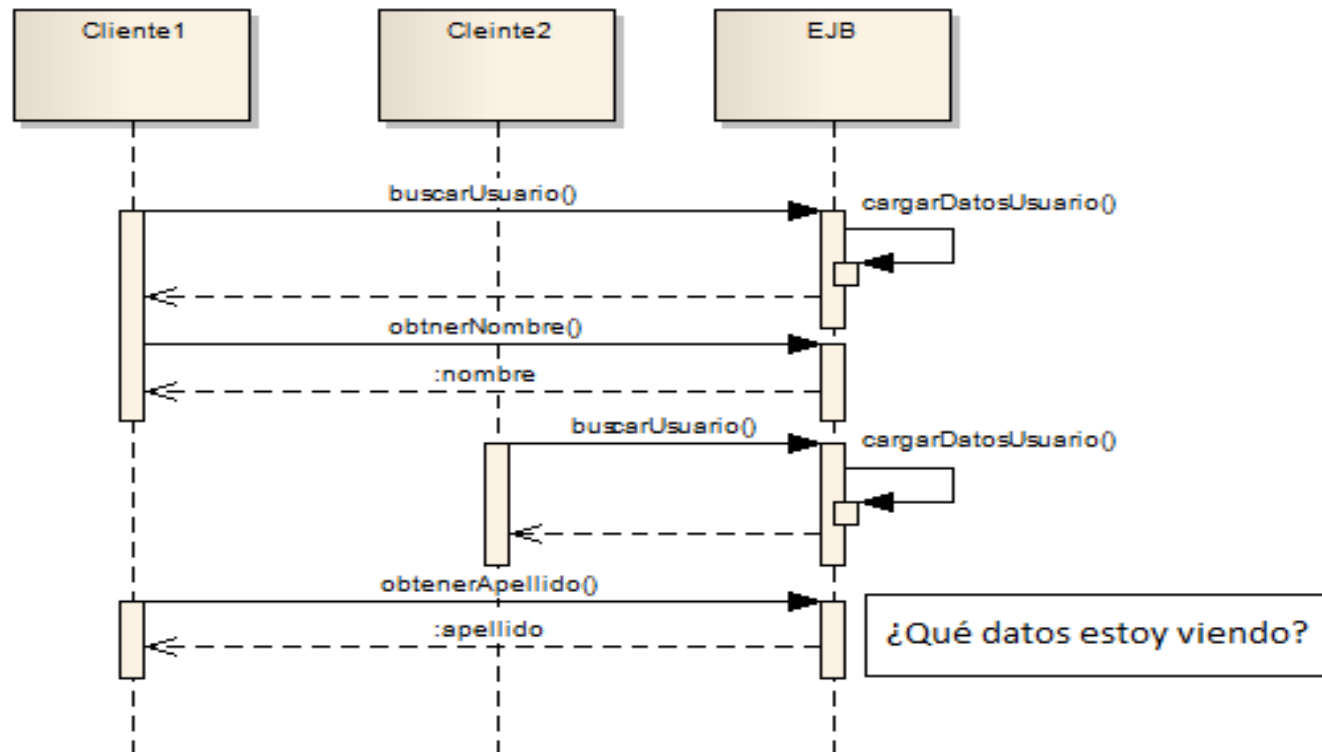 Cliente1
Cleinte2
EJB
buscarUsuario()
cargarDatosUsuario()
obtnerNombre()
:nombre
buscarUsuario()
cargarDatosUsuario()
obtenerApellido()
:apellido
¿Qué datos estoy viendo?